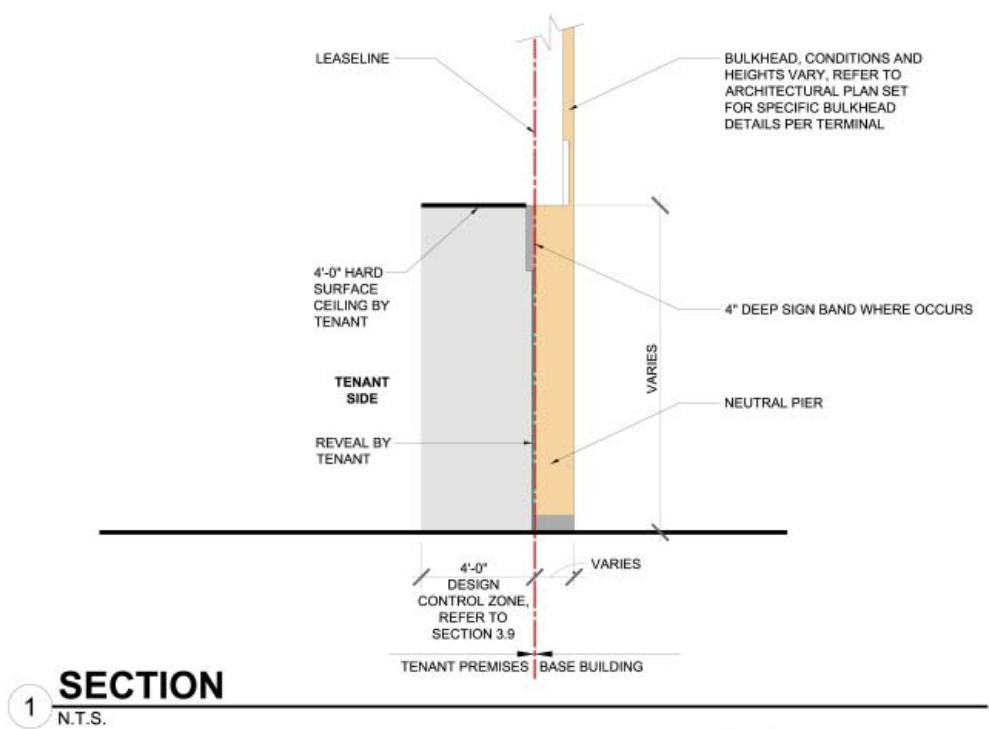 LEASELINE
BULKHEAD, CONDITIONS AND
HEIGHTS VARY, REFER TO
ARCHITECTURAL PLAN SET
FOR SPECIFIC BULKHEAD
DETAILS PER TERMINAL
4'-0" HARD
SURFACE
CEILING BY
TENANT
4" DEEP SIGN BAND WHERE OCCURS
VARIES
TENANT
SIDE
NEUTRAL PIER
REVEAL BY
TENANT
4'-0"
DESIGN
CONTROL ZONE,
REFER TO
SECTION 3.9
VARIES
TENANT PREMISES
BASE BUILDING
1
SECTION
N.T.S.